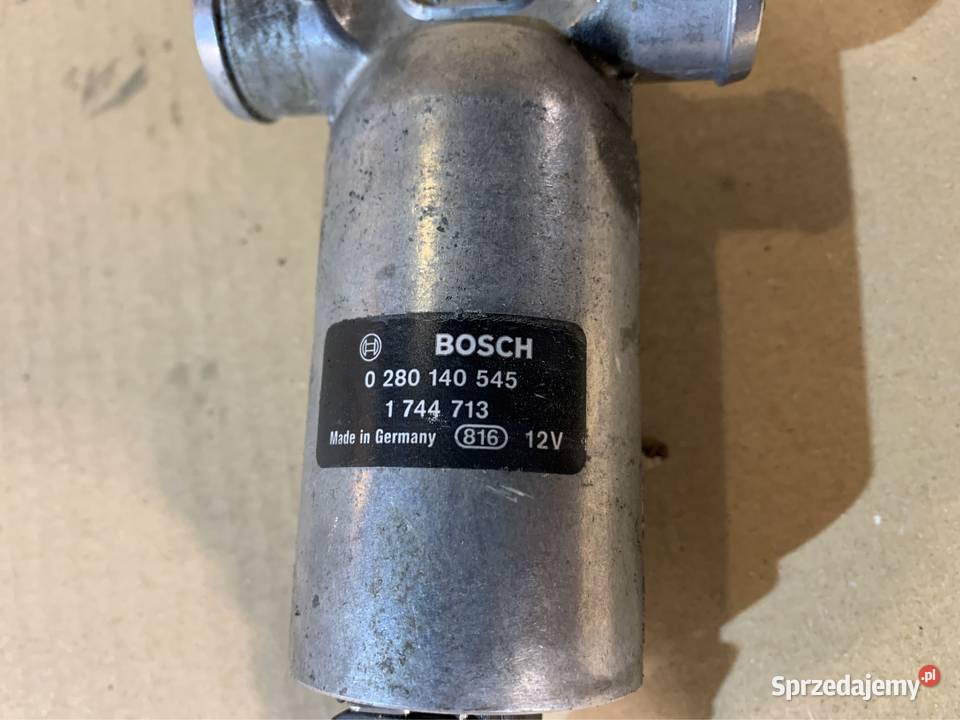 BOSCH
0 280 140 545
1 744 713
Made in Germany 816 12V
Sprzedajemy.pl